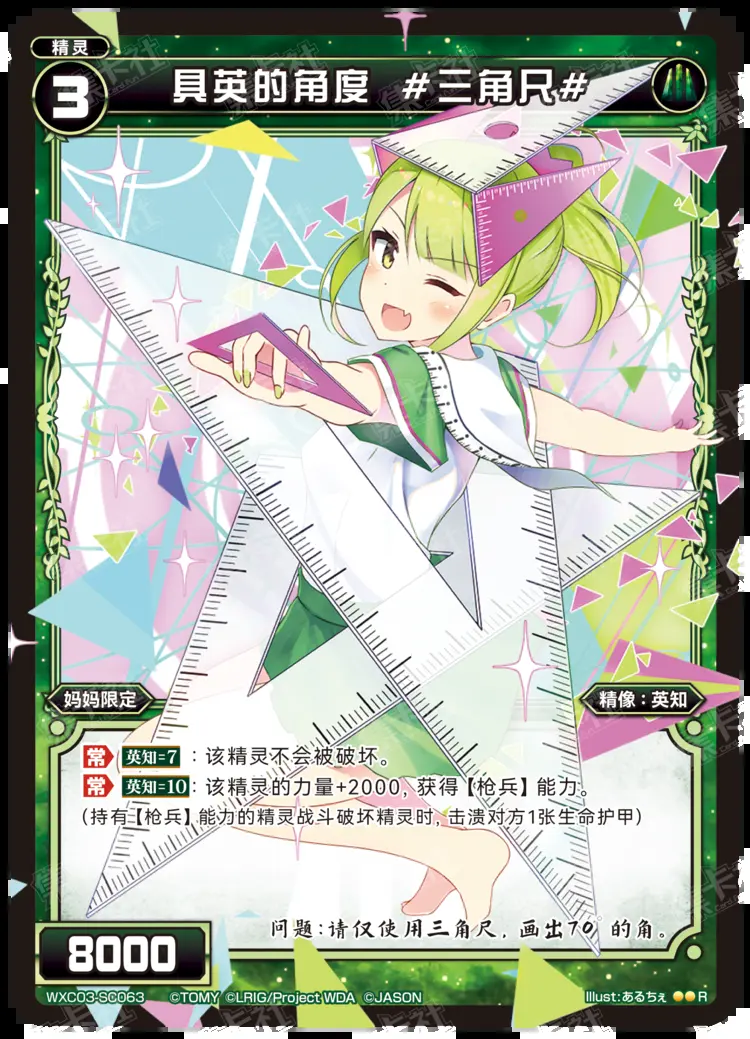 精灵
3
具英的角度 #三角尺#
妈妈限定
精像：英知
常 英知=7：该精灵不会被破坏。
常 英知=10：该精灵的力量+2000, 获得【枪兵】能力。
（持有【枪兵】能力的精灵战斗破坏精灵时, 击溃对方1张生命护甲）
问题：请仅使用三角尺, 画出70°的角。
8000
WXC03-SC063 ©TOMY ©LRIG/Project WDA ©JASON
Illust:あるちぇ R
集卡社